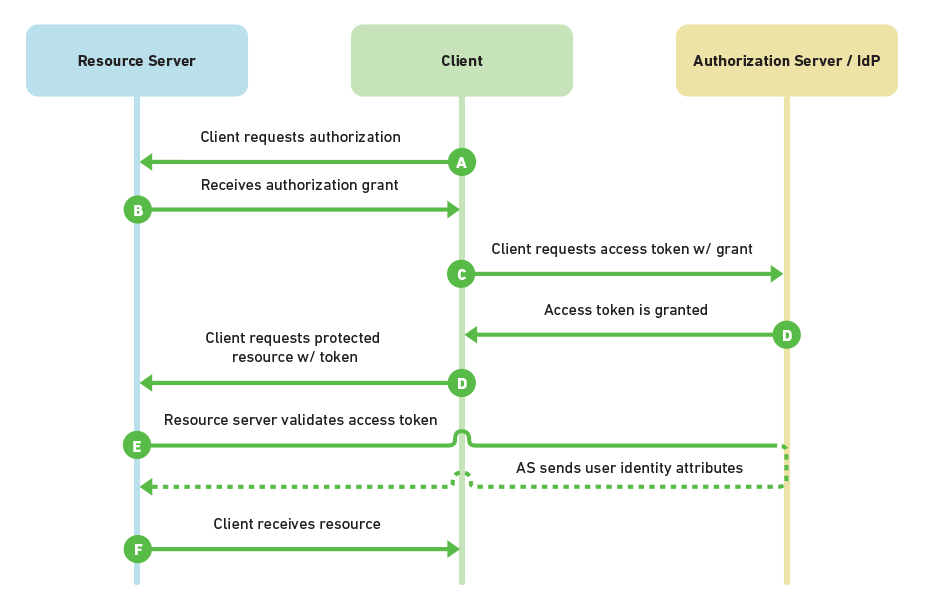 Resource Server
Client
Authorization Server / IdP
Client requests authorization
A
Receives authorization grant
B
Client requests access token w/ grant
C
Access token is granted
D
Client requests protected
resource w/ token
D
Resource server validates access token
E
AS sends user identity attributes
Client receives resource
F